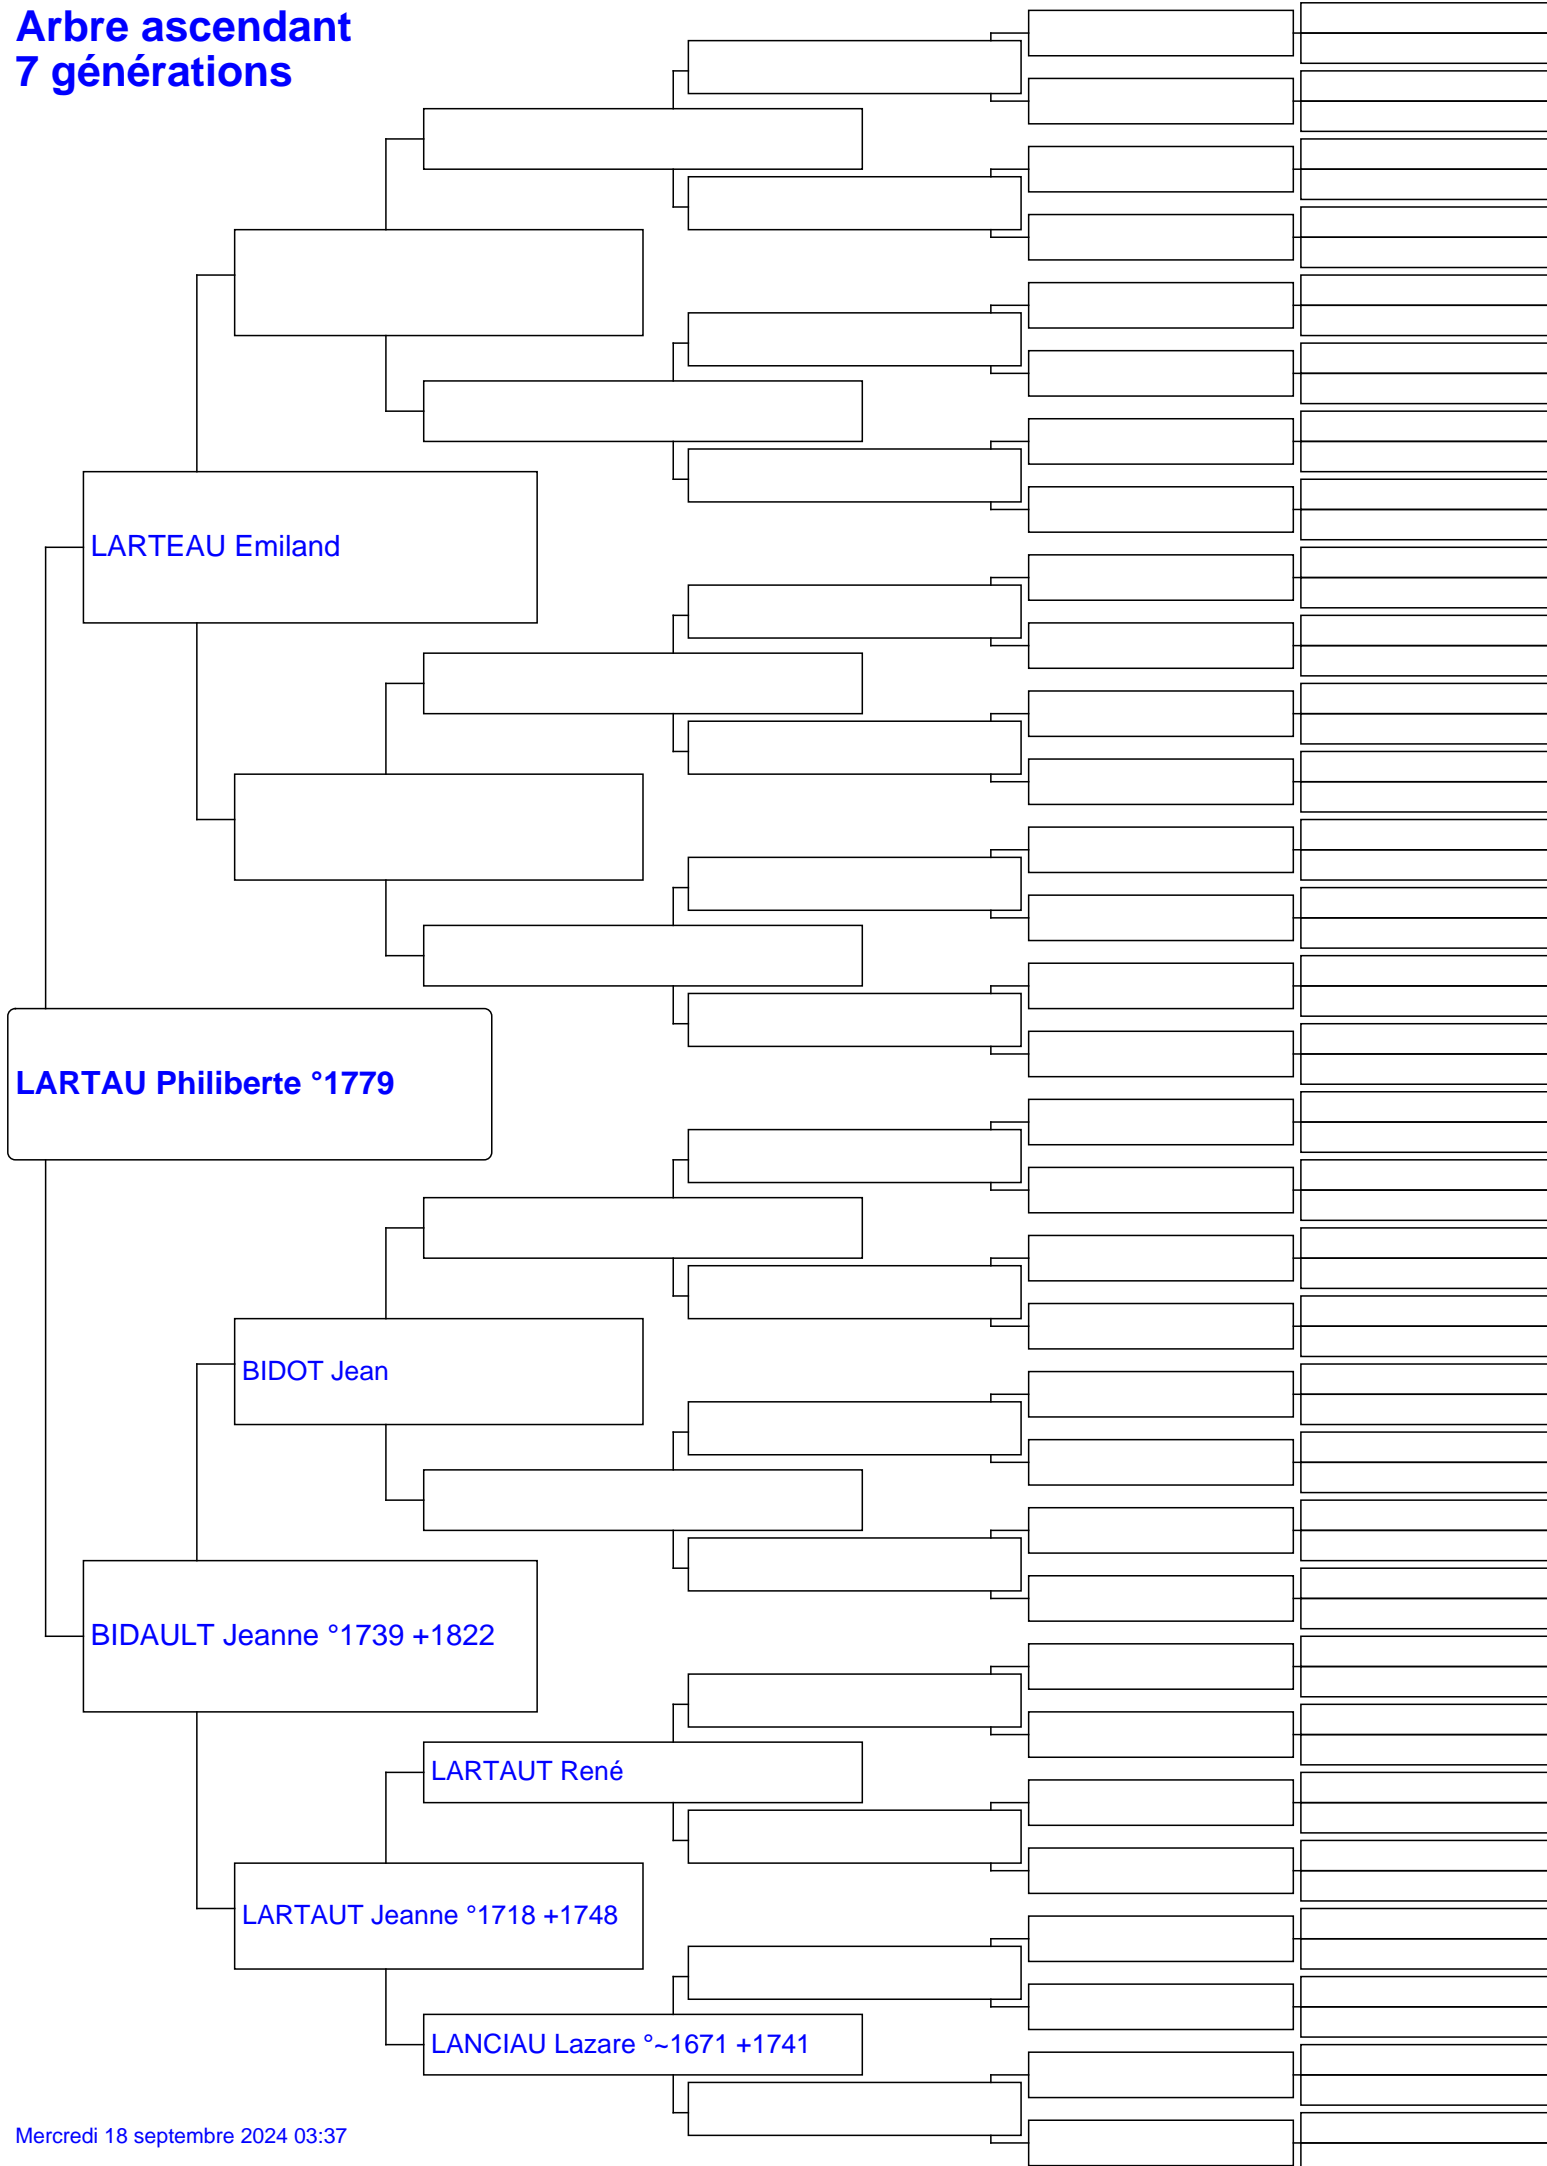 Arbre ascendant
7 générations
LARTEAU Emiland
LARTAU Philiberte °1779
BIDOT Jean
BIDAULT Jeanne °1739 +1822
LARTAUT René
LARTAUT Jeanne °1718 +1748
LANCIAU Lazare °~1671 +1741
Mercredi 18 septembre 2024 03:37